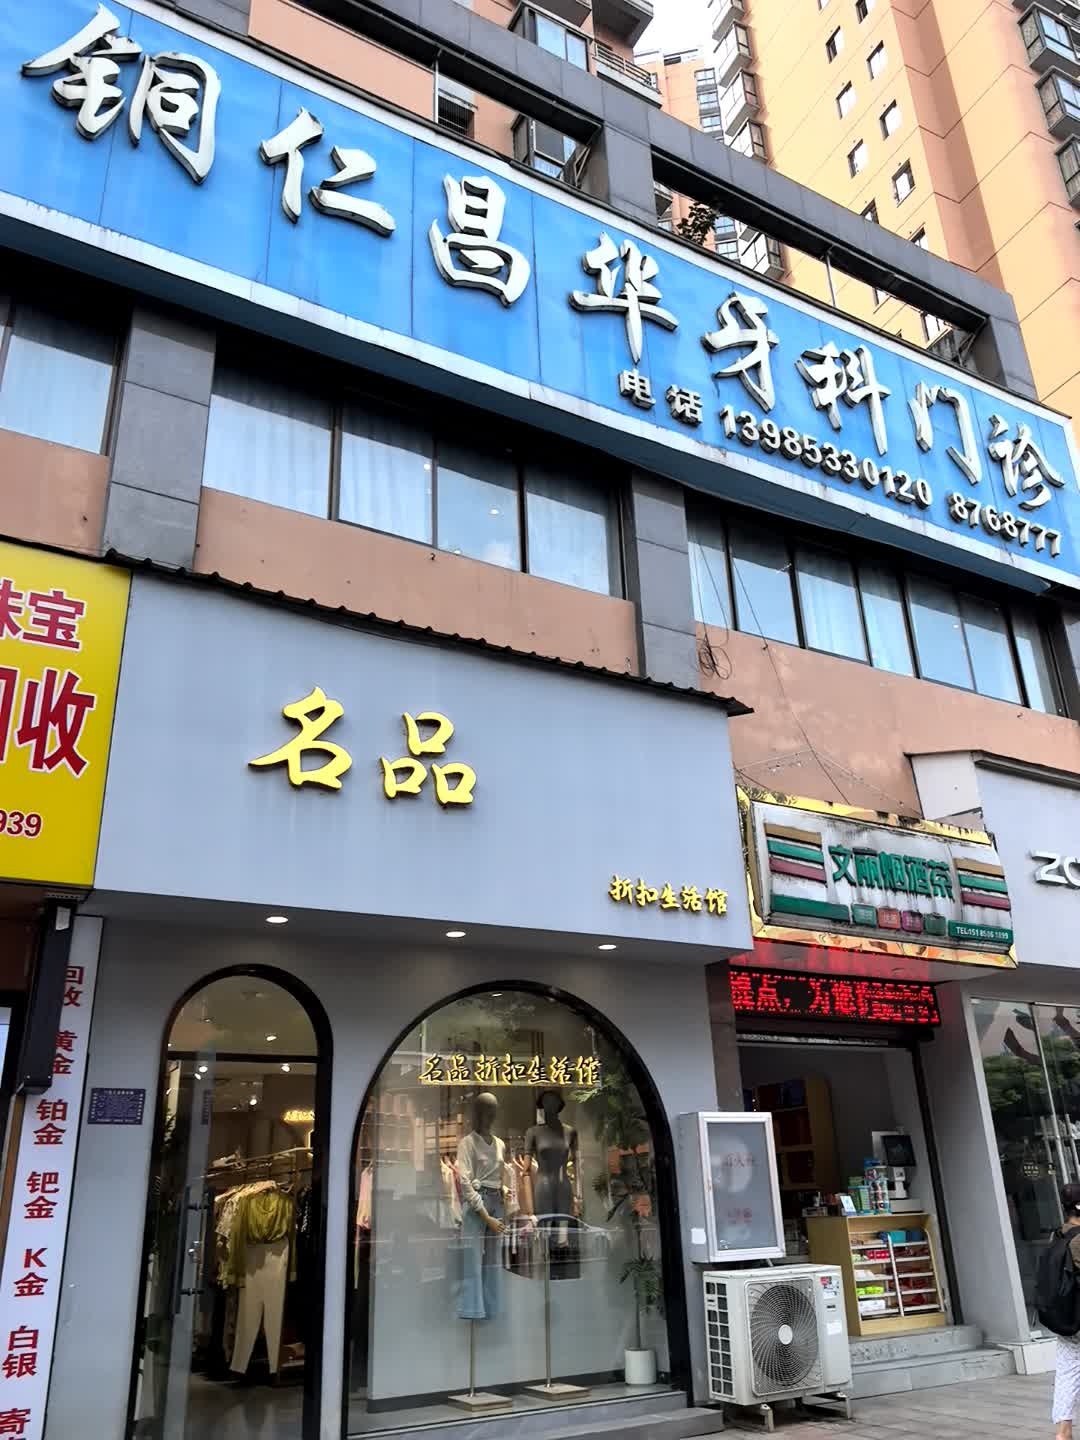 铜仁昌华牙科门诊
电话 13985330120 8768777
珠宝
回收
939
名品
折扣生活馆
文丽烟酒茶
TEL:
名品折扣生活馆
回收
黄金
铂金
钯金
K金
白银
寄